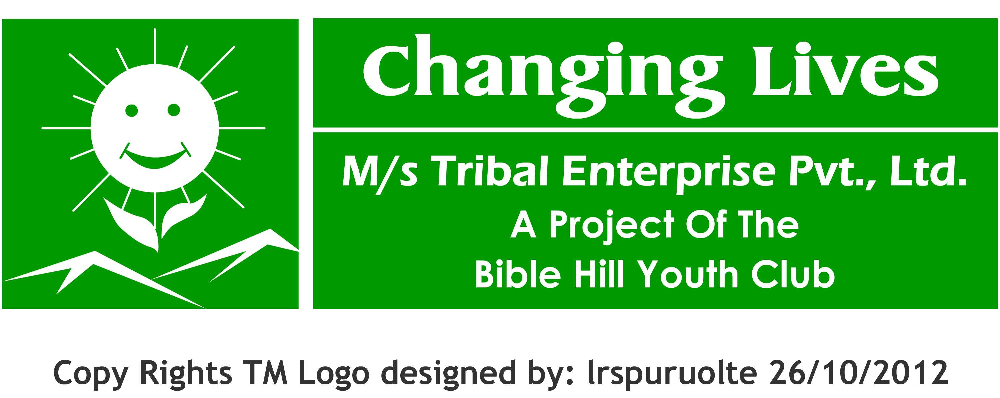 Changing Lives
M/s Tribal Enterprise Pvt., Ltd.
A Project Of The
Bible Hill Youth Club
Copy Rights TM Logo designed by: lrspuruolte 26/10/2012